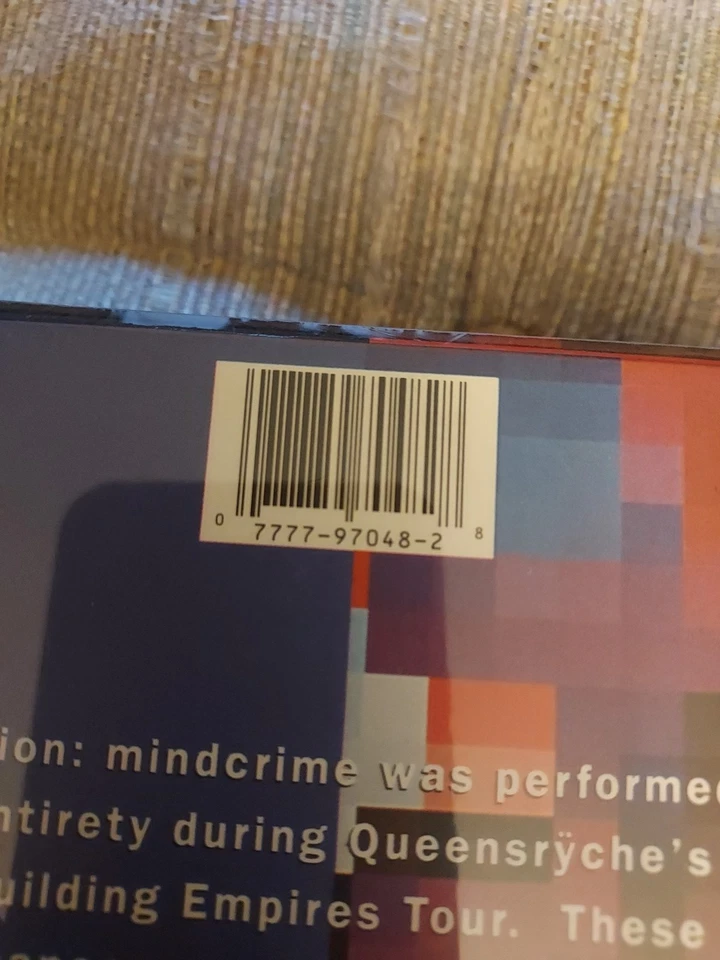 0 7777-97048-2 8
ion: mindcrime was performed
ntirety during Queensrÿche's
uilding Empires Tour. These